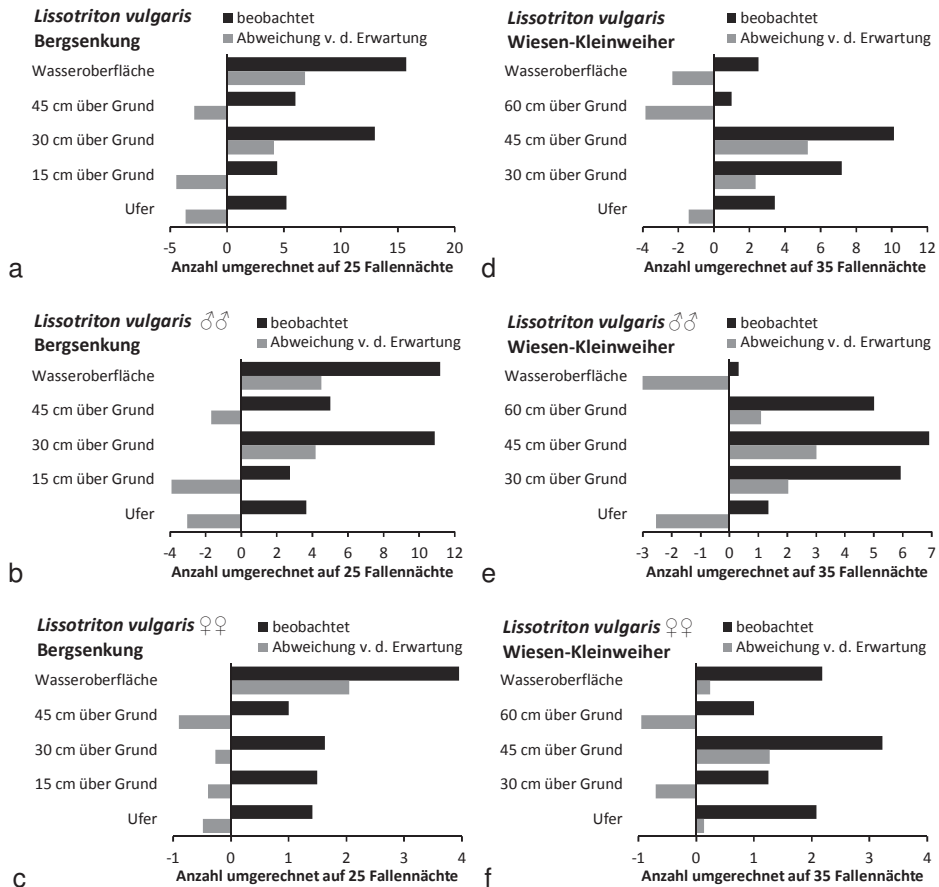 Lissotriton vulgaris
Bergsenkung
beobachtet
Abweichung v. d. Erwartung
Wasseroberfläche
45 cm über Grund
30 cm über Grund
15 cm über Grund
Ufer
-5 0 5 10 15 20
Anzahl umgerechnet auf 25 Fallennächte
a
Lissotriton vulgaris
Wiesen-Kleinweiher
beobachtet
Abweichung v. d. Erwartung
Wasseroberfläche
60 cm über Grund
45 cm über Grund
30 cm über Grund
Ufer
-4 -2 0 2 4 6 8 10 12
Anzahl umgerechnet auf 35 Fallennächte
d
Lissotriton vulgaris ♂♂
Bergsenkung
beobachtet
Abweichung v. d. Erwartung
Wasseroberfläche
45 cm über Grund
30 cm über Grund
15 cm über Grund
Ufer
-4 -2 0 2 4 6 8 10 12
Anzahl umgerechnet auf 25 Fallennächte
b
Lissotriton vulgaris ♂♂
Wiesen-Kleinweiher
beobachtet
Abweichung v. d. Erwartung
Wasseroberfläche
60 cm über Grund
45 cm über Grund
30 cm über Grund
Ufer
-3 -2 -1 0 1 2 3 4 5 6 7
Anzahl umgerechnet auf 35 Fallennächte
e
Lissotriton vulgaris ♀♀
Bergsenkung
beobachtet
Abweichung v. d. Erwartung
Wasseroberfläche
45 cm über Grund
30 cm über Grund
15 cm über Grund
Ufer
-1 0 1 2 3 4
Anzahl umgerechnet auf 25 Fallennächte
c
Lissotriton vulgaris ♀♀
Wiesen-Kleinweiher
beobachtet
Abweichung v. d. Erwartung
Wasseroberfläche
60 cm über Grund
45 cm über Grund
30 cm über Grund
Ufer
-1 0 1 2 3 4
Anzahl umgerechnet auf 35 Fallennächte
f